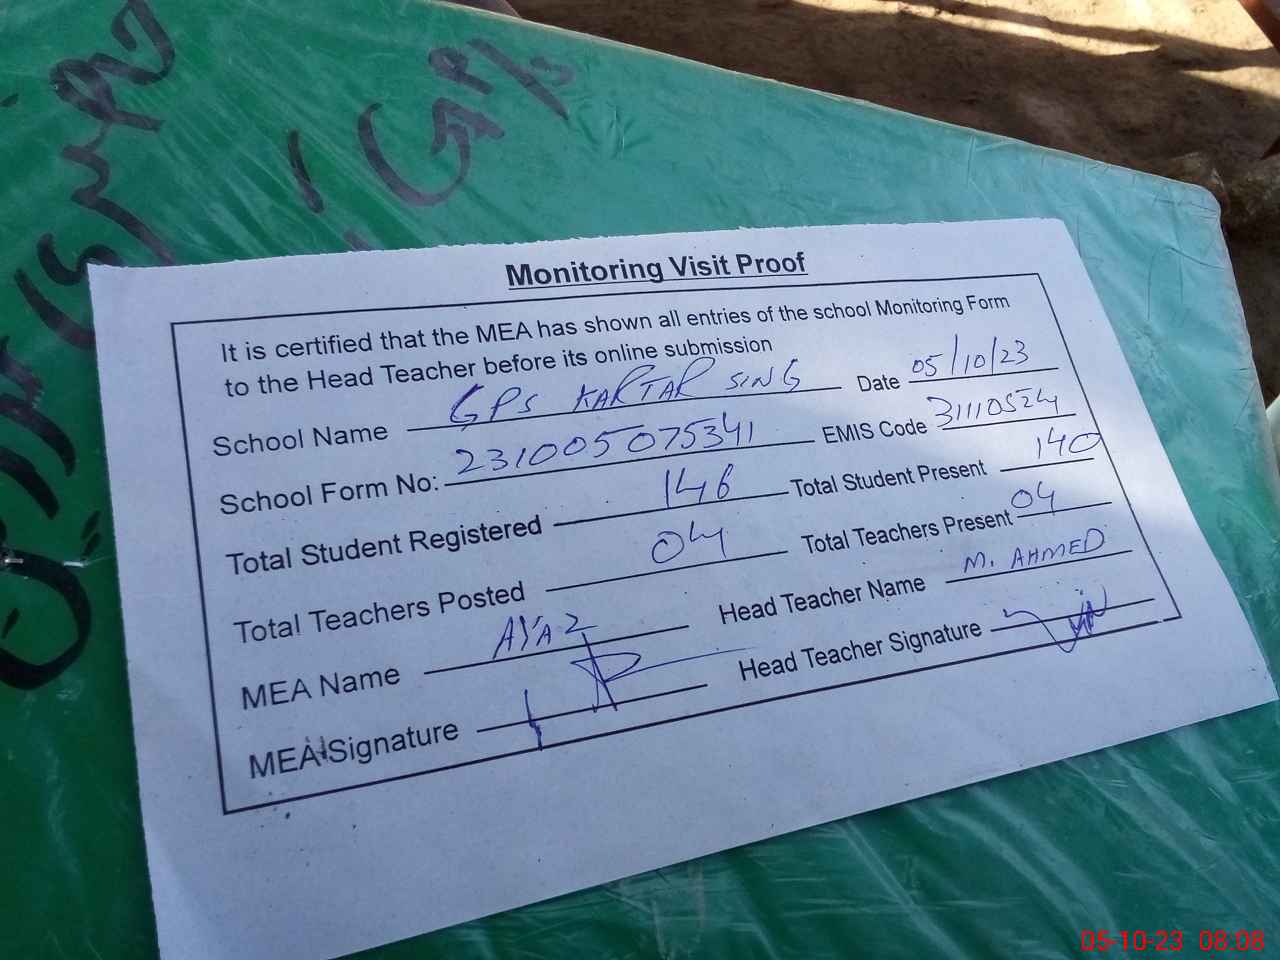 Monitoring Visit Proof
It is certified that the MEA has shown all entries of the school Monitoring Form
to the Head Teacher before its online submission
School Name GPS KARTAR SING Date 05/10/23
School Form No: 231005075341 EMIS Code 31110524
Total Student Registered 146 Total Student Present 140
Total Teachers Posted 04 Total Teachers Present 04
MEA Name AYAZ Head Teacher Name M. AHMED
MEA Signature Head Teacher Signature
05-10-23 08:08